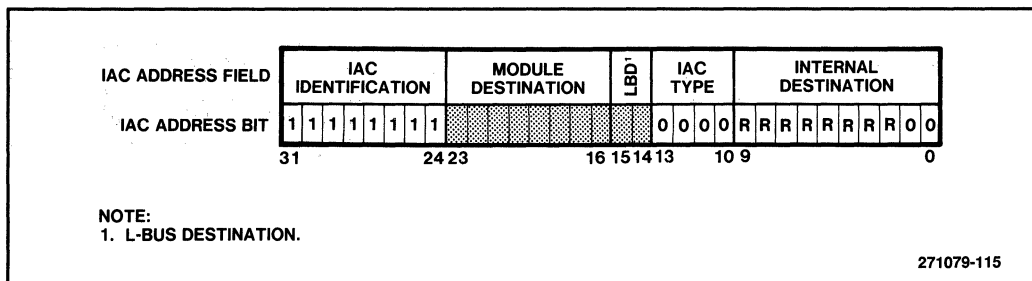 IAC ADDRESS FIELD
IAC IDENTIFICATION
MODULE DESTINATION
LBD¹
IAC TYPE
INTERNAL DESTINATION
IAC ADDRESS BIT
1 1 1 1 1 1 1 1 0 0 0 0 R R R R R R R R 0 0
31 24 23 16 15 14 13 10 9 0
NOTE:
1. L-BUS DESTINATION.
271079-115